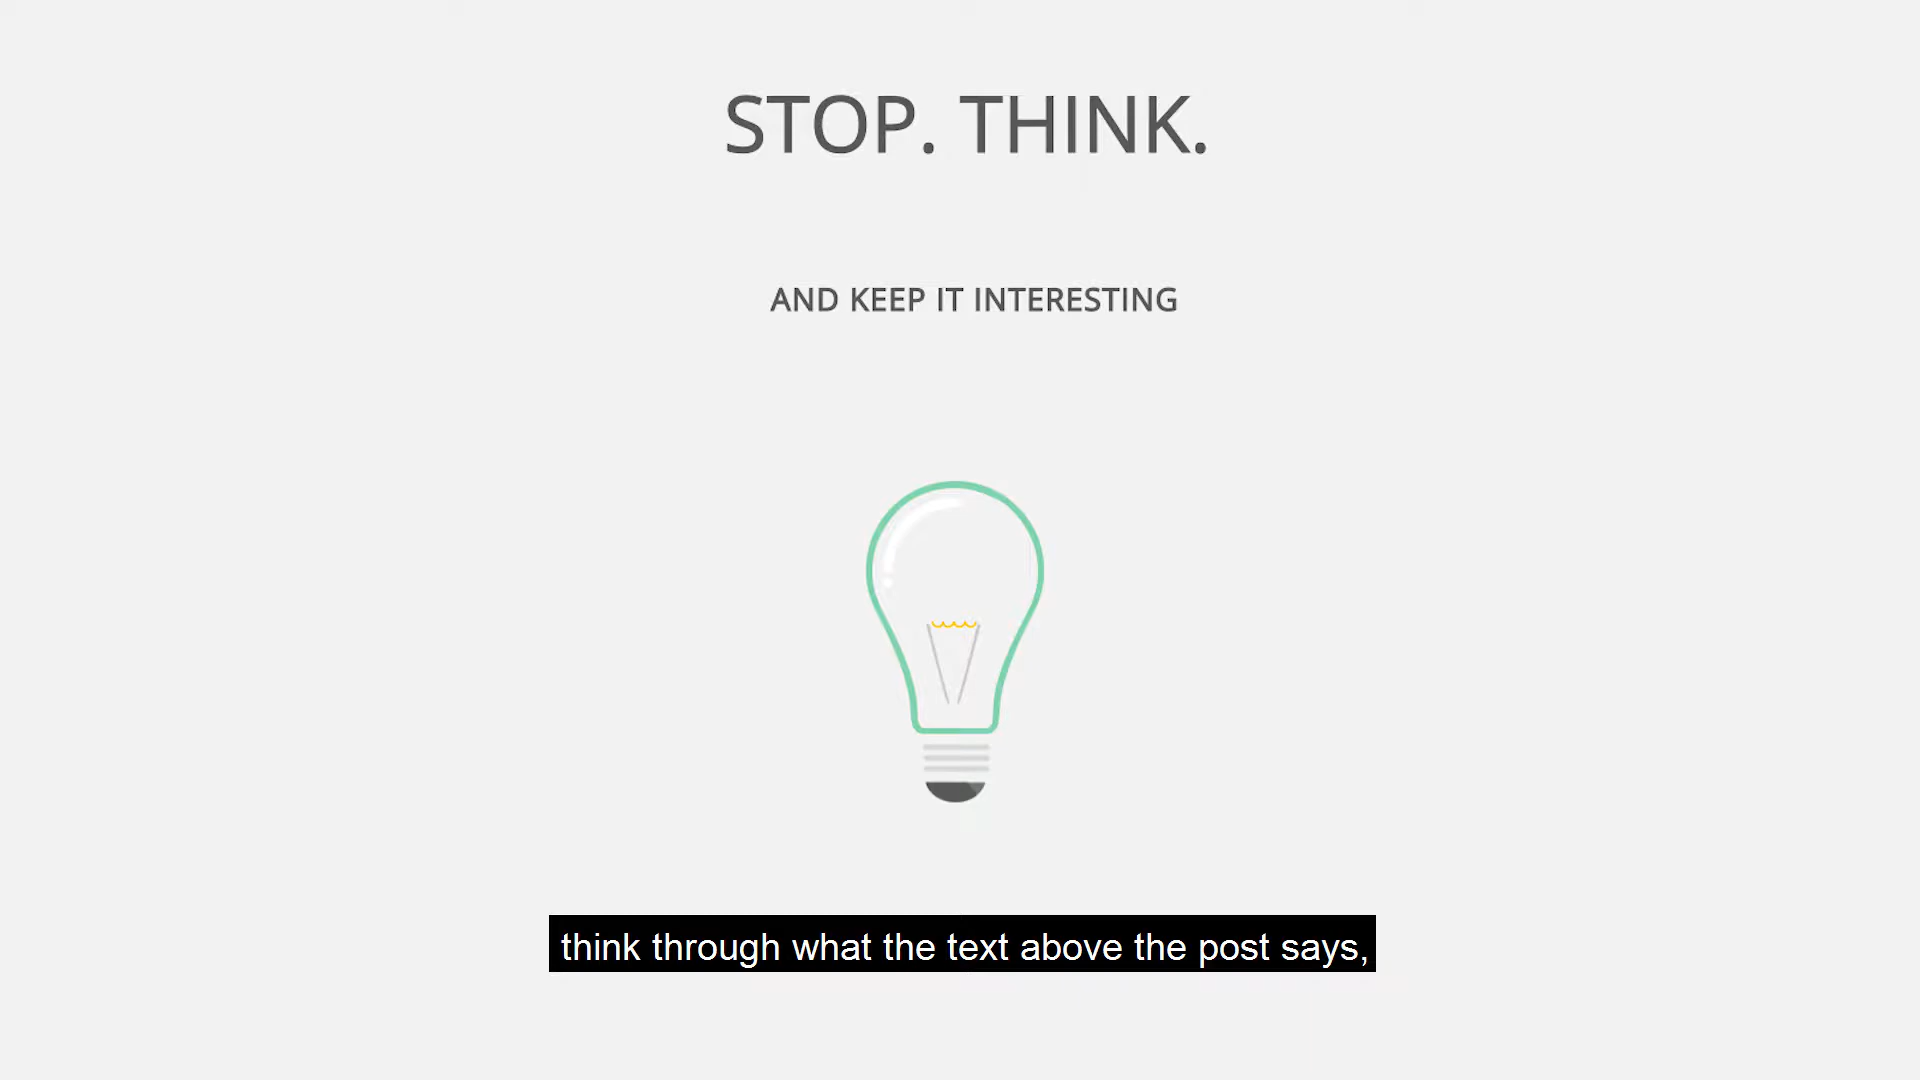 STOP. THINK.
AND KEEP IT INTERESTING
think through what the text above the post says,